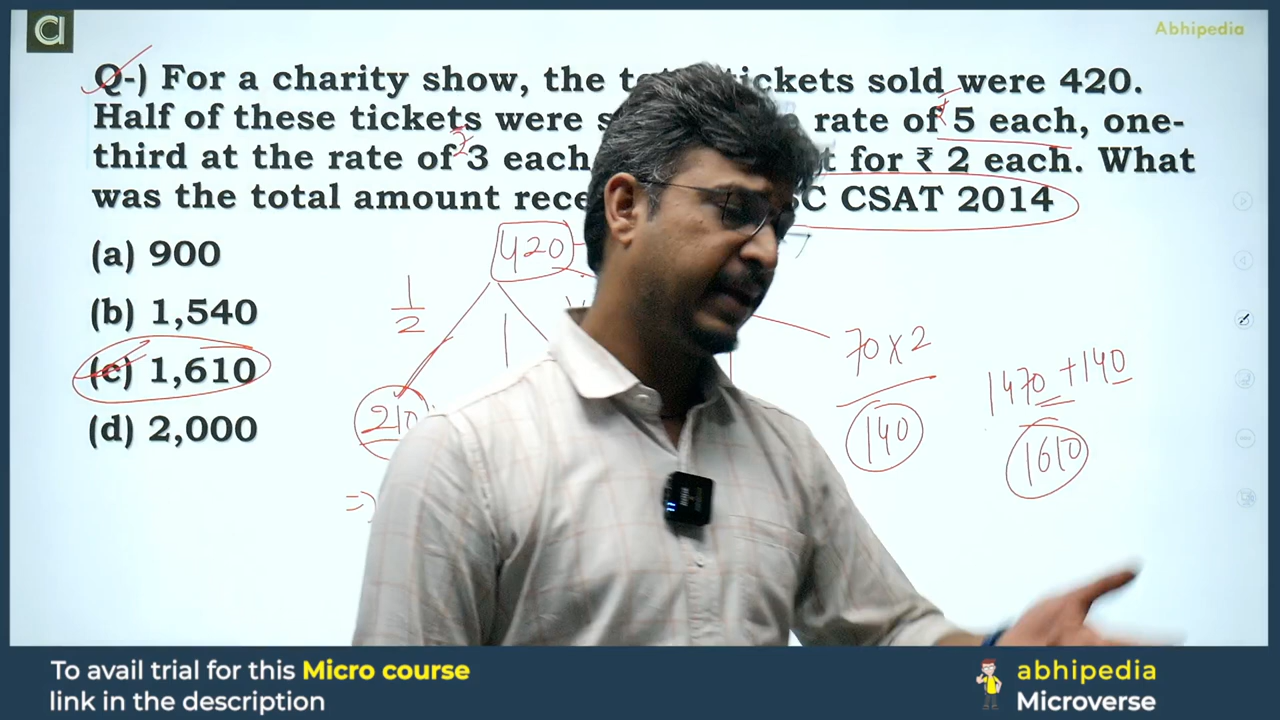 Abhipedia
Q-) For a charity show, the tickets sold were 420.
Half of these tickets were rate of ₹ 5 each, one-
third at the rate of ₹ 3 each for ₹ 2 each. What
was the total amount CSAT 2014
(a) 900
(b) 1,540
(c) 1,610
(d) 2,000
420
1/2
210
70 x 2
140
1470 + 140
1610
To avail trial for this Micro course
link in the description
abhipedia
Microverse